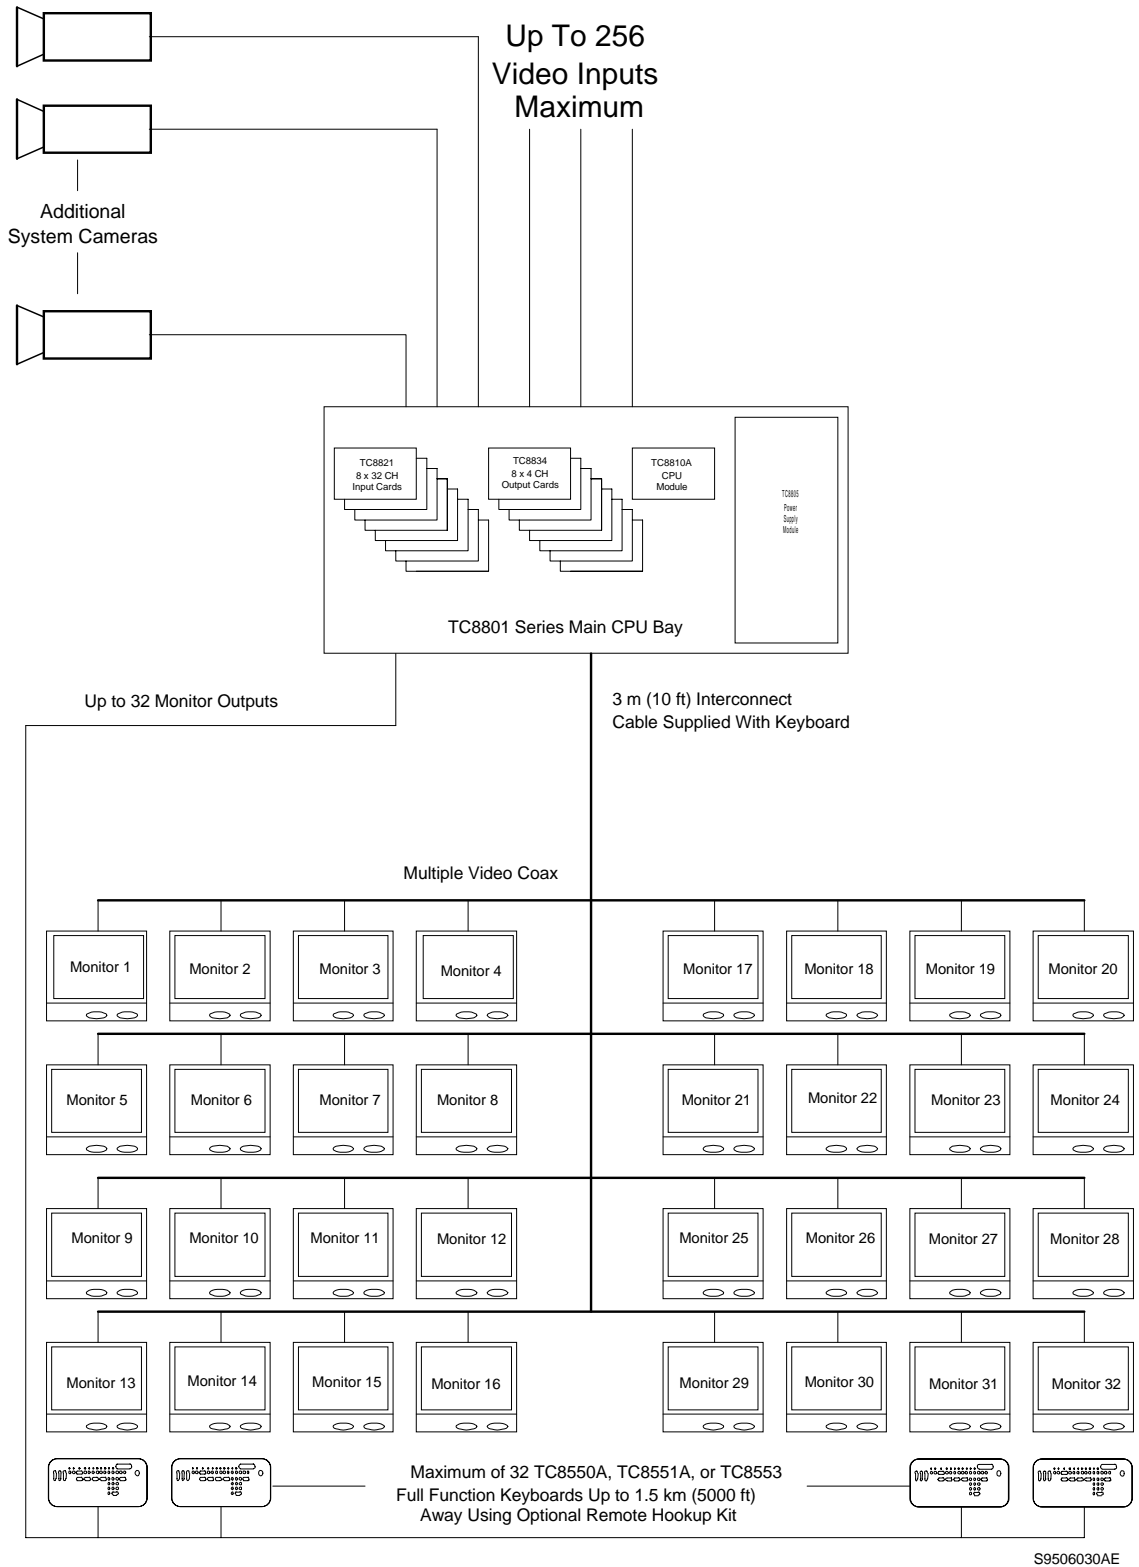 Up To 256
Video Inputs
Maximum
Additional
System Cameras
TC8821
8 x 32 CH
Input Cards
TC8834
8 x 4 CH
Output Cards
TC8810A
CPU
Module
TC8805
Power
Supply
Module
TC8801 Series Main CPU Bay
Up to 32 Monitor Outputs
3 m (10 ft) Interconnect
Cable Supplied With Keyboard
Multiple Video Coax
Monitor 1
Monitor 2
Monitor 3
Monitor 4
Monitor 17
Monitor 18
Monitor 19
Monitor 20
Monitor 5
Monitor 6
Monitor 7
Monitor 8
Monitor 21
Monitor 22
Monitor 23
Monitor 24
Monitor 9
Monitor 10
Monitor 11
Monitor 12
Monitor 25
Monitor 26
Monitor 27
Monitor 28
Monitor 13
Monitor 14
Monitor 15
Monitor 16
Monitor 29
Monitor 30
Monitor 31
Monitor 32
Maximum of 32 TC8550A, TC8551A, or TC8553
Full Function Keyboards Up to 1.5 km (5000 ft)
Away Using Optional Remote Hookup Kit
S9506030AE